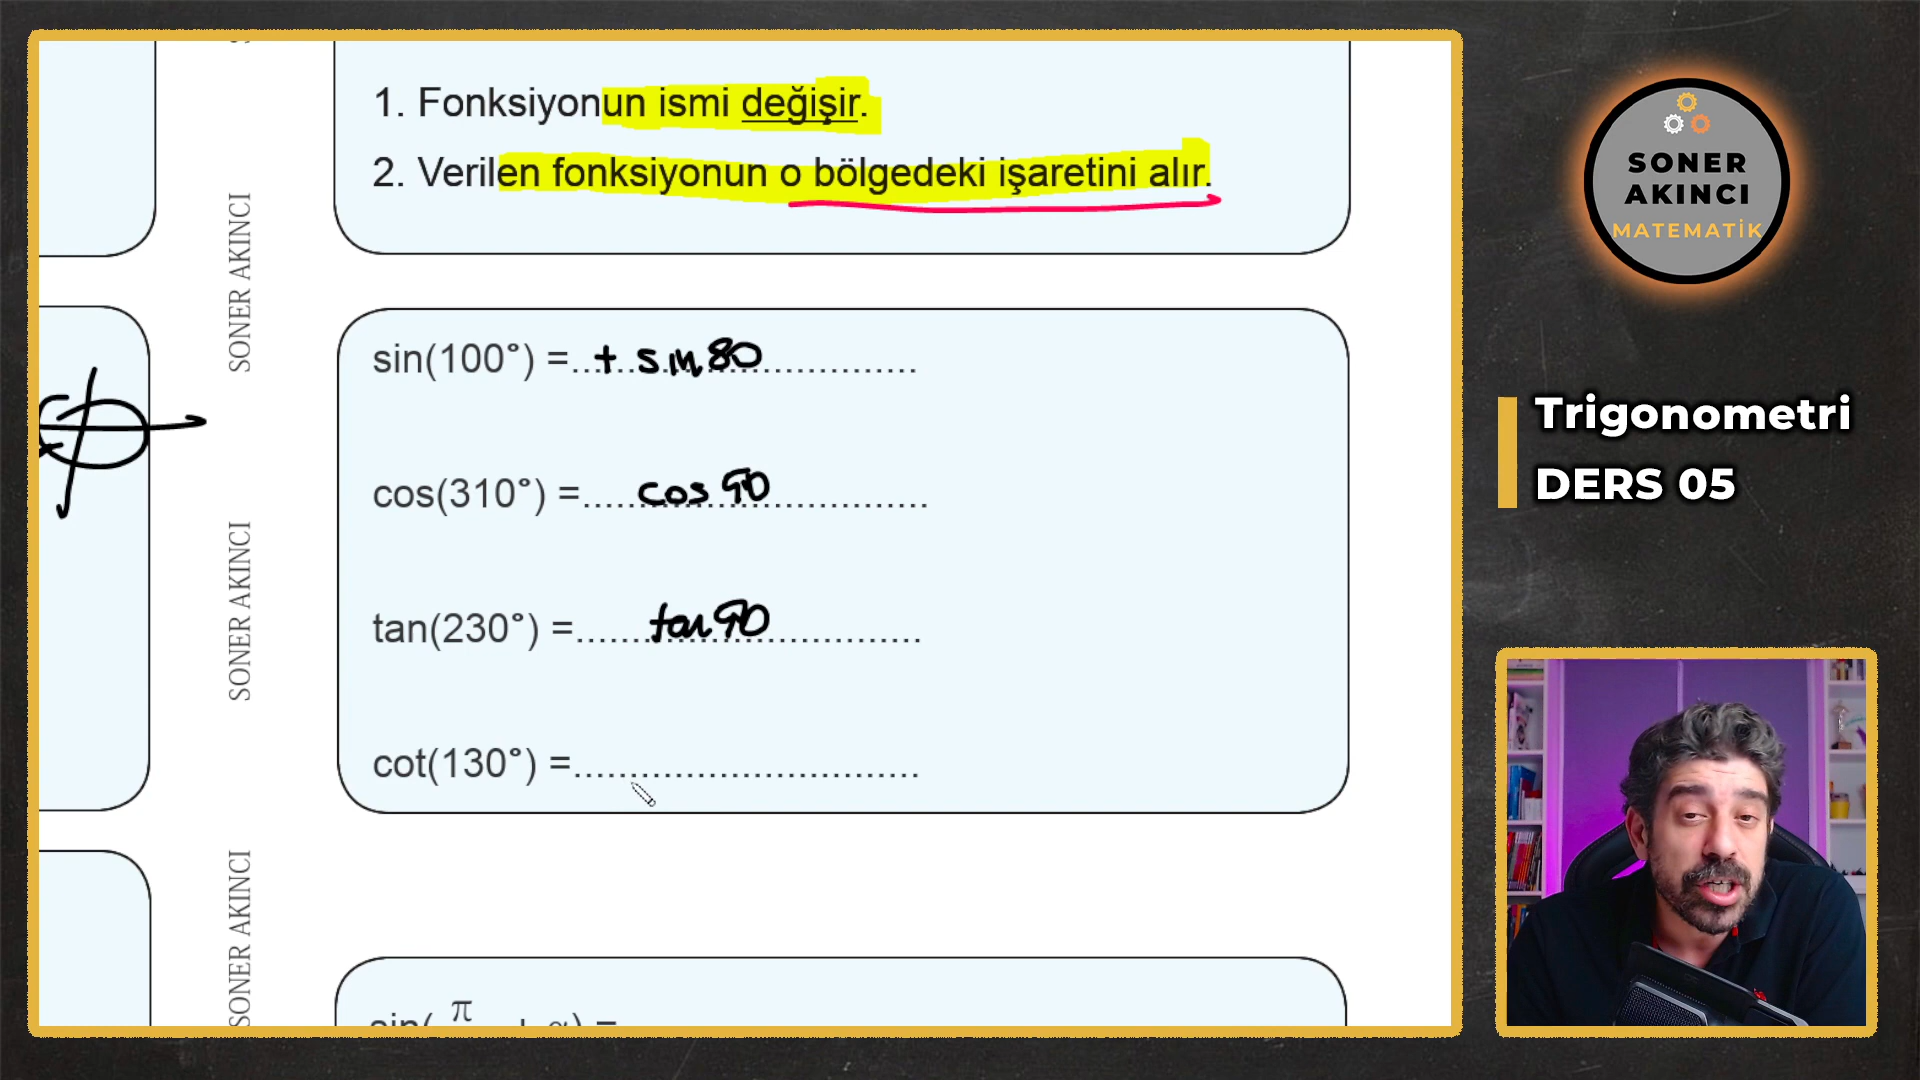 1. Fonksiyonun ismi değişir.
2. Verilen fonksiyonun o bölgedeki işaretini alır.
SONER AKINCI
sin(100°) =..+ sin 80..............
cos(310°) =.....cos 90..............
tan(230°) =......tan 90..............
cot(130°) =...............................
SONER AKINCI
SONER AKINCI
π
SONER
AKINCI
MATEMATİK
Trigonometri
DERS 05